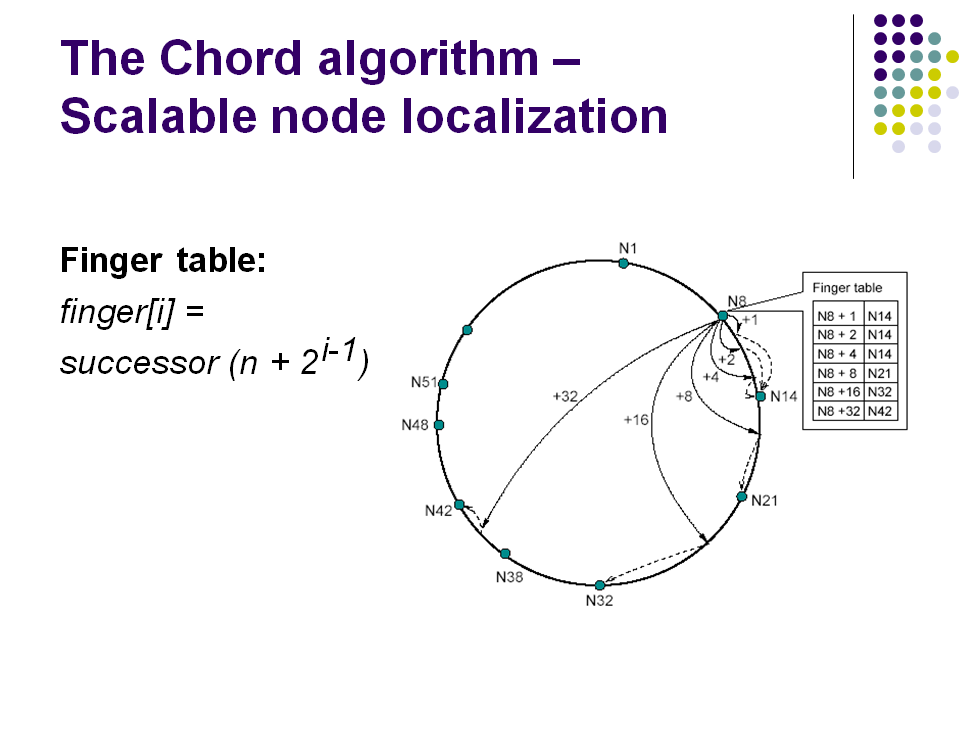 The Chord algorithm –
Scalable node localization
Finger table:
finger[i] =
successor (n + 2^i-1)
N1
N8
+1
+2
+4
+8
+16
+32
N14
N21
N32
N38
N42
N48
N51
Finger table
N8 + 1 N14
N8 + 2 N14
N8 + 4 N14
N8 + 8 N21
N8 +16 N32
N8 +32 N42